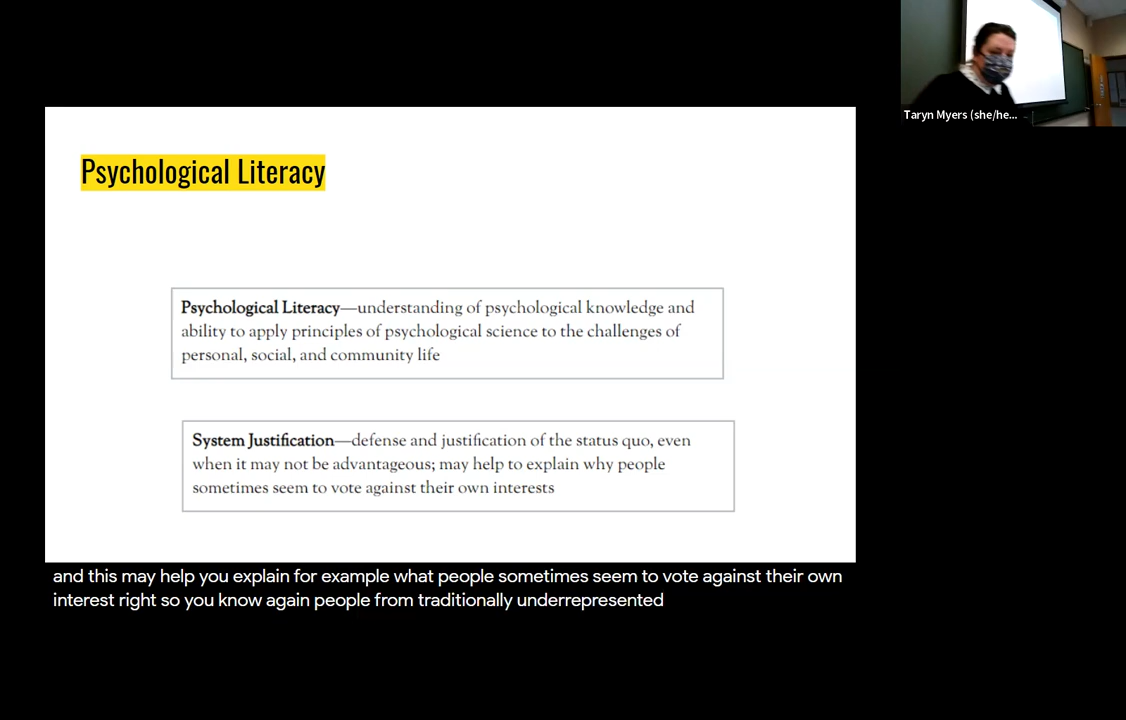 Psychological Literacy
Psychological Literacy—understanding of psychological knowledge and
ability to apply principles of psychological science to the challenges of
personal, social, and community life
System Justification—defense and justification of the status quo, even
when it may not be advantageous; may help to explain why people
sometimes seem to vote against their own interests
and this may help you explain for example what people sometimes seem to vote against their own
interest right so you know again people from traditionally underrepresented
Taryn Myers (she/he...